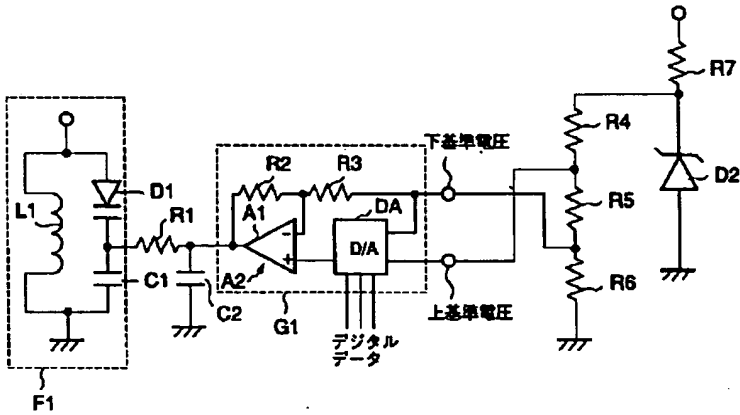 R7
R4
下基準電圧
R2
R3
D2
D1
DA
L1
R1
A1
R5
D/A
-
+
A2
C1
R6
C2
G1
上基準電圧
デジタル
データ
F1